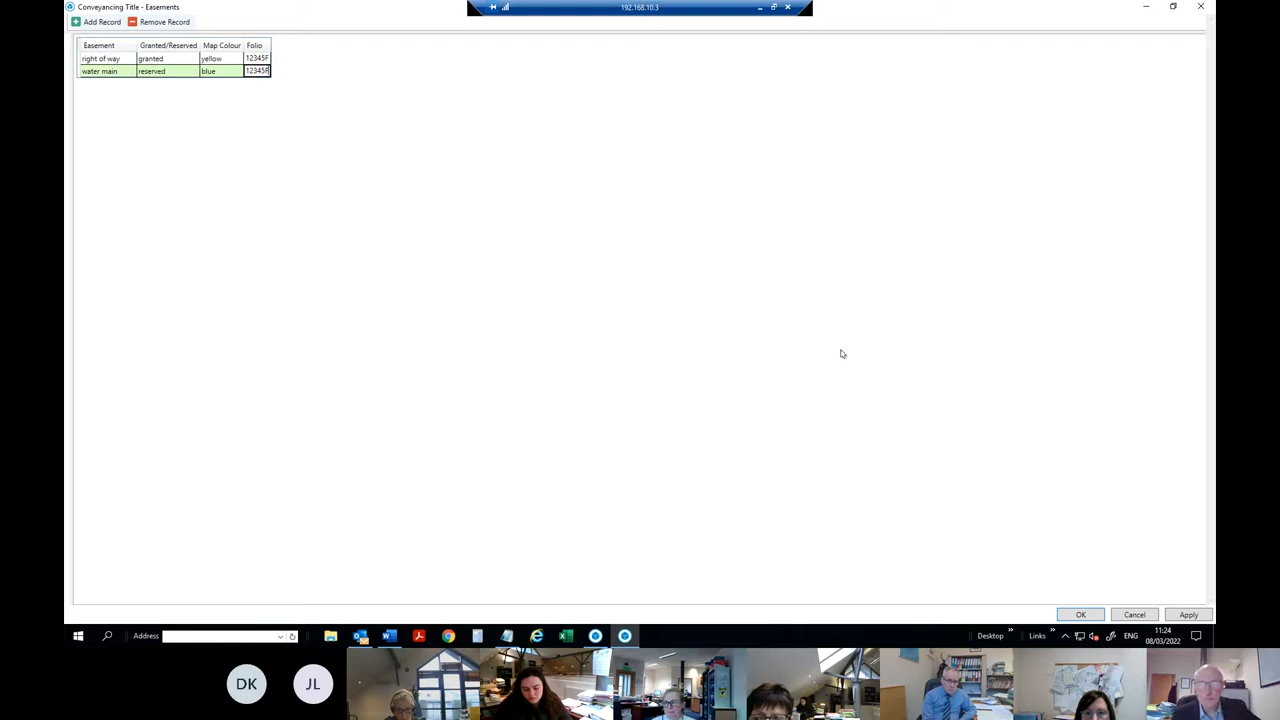 Conveyancing Title - Easements
192.168.10.3
Add Record Remove Record
Easement Granted/Reserved Map Colour Folio
right of way granted yellow 12345F
water main reserved blue 12345F
OK Cancel Apply
Address Desktop Links ENG 11:24
08/03/2022
DK JL